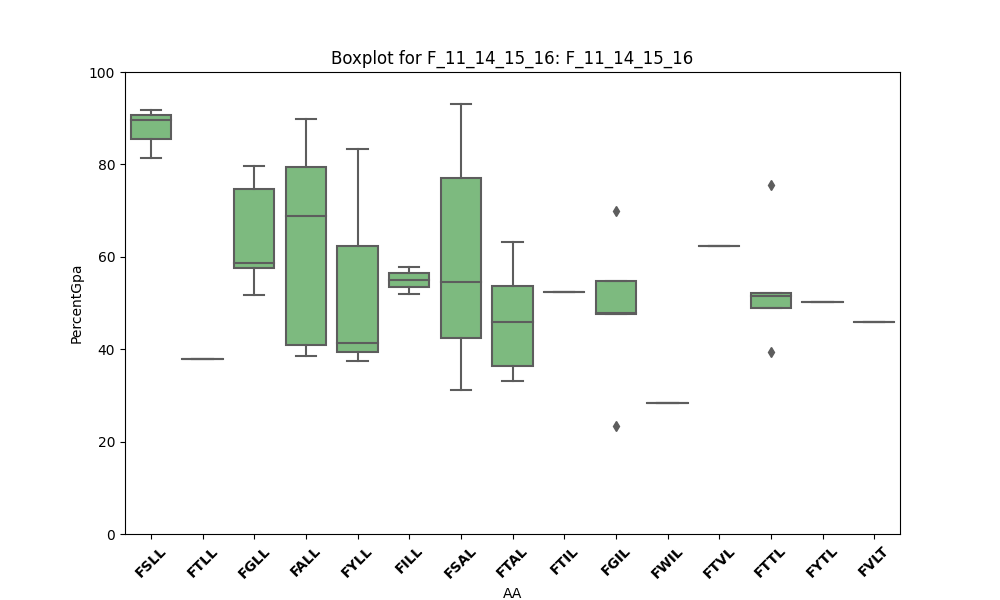 Boxplot for F_11_14_15_16: F_11_14_15_16
100
80
60
40
20
0
PercentGpa
FSLL FTLL FGLL FALL FYLL FILL FSAL FTAL FTIL FGIL FWIL FTVL FTTL FYTL FVLT
AA